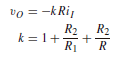 v_O = −kRi_I
k = 1 + R_2/R_1 + R_2/R